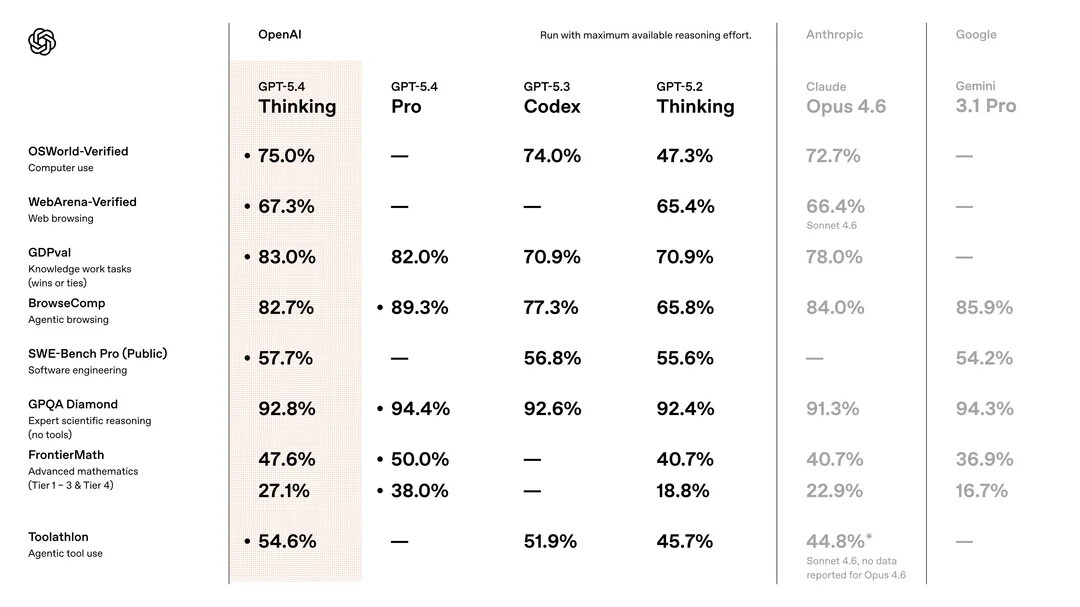 OpenAI Run with maximum available reasoning effort. Anthropic Google
GPT-5.4 GPT-5.4 GPT-5.3 GPT-5.2 Claude Gemini
Thinking Pro Codex Thinking Opus 4.6 3.1 Pro
OSWorld-Verified
Computer use
• 75.0% — 74.0% 47.3% 72.7% —
WebArena-Verified
Web browsing
• 67.3% — — 65.4% 66.4% —
Sonnet 4.6
GDPval
Knowledge work tasks
(wins or ties)
• 83.0% 82.0% 70.9% 70.9% 78.0% —
BrowseComp
Agentic browsing
82.7% • 89.3% 77.3% 65.8% 84.0% 85.9%
SWE-Bench Pro (Public)
Software engineering
• 57.7% — 56.8% 55.6% — 54.2%
GPQA Diamond
Expert scientific reasoning
(no tools)
92.8% • 94.4% 92.6% 92.4% 91.3% 94.3%
FrontierMath
Advanced mathematics
(Tier 1 – 3 & Tier 4)
47.6% • 50.0% — 40.7% 40.7% 36.9%
27.1% • 38.0% — 18.8% 22.9% 16.7%
Toolathlon
Agentic tool use
• 54.6% — 51.9% 45.7% 44.8%* —
Sonnet 4.6, no data
reported for Opus 4.6